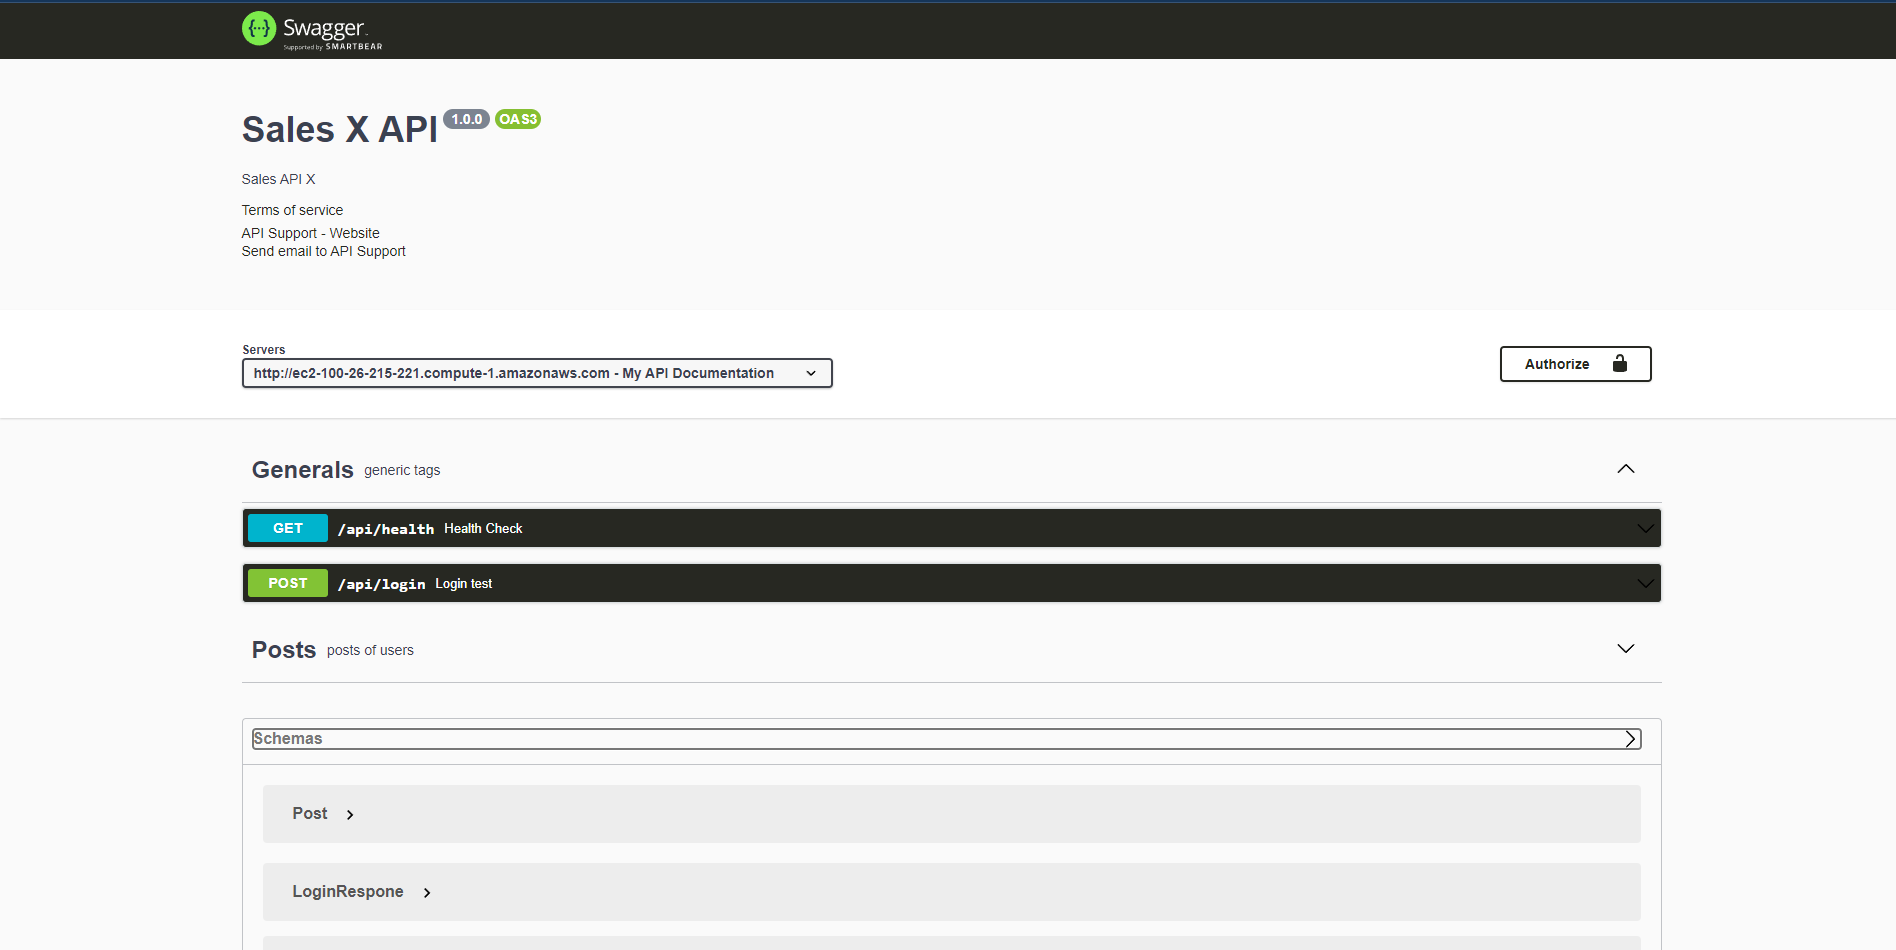 {···} Swagger
Supported by SMARTBEAR
Sales X API 1.0.0 OAS3
Sales API X
Terms of service
API Support - Website
Send email to API Support
Servers
http://ec2-100-26-215-221.compute-1.amazonaws.com - My API Documentation
Authorize
Generals generic tags
GET /api/health Health Check
POST /api/login Login test
Posts posts of users
Schemas
Post
LoginRespone